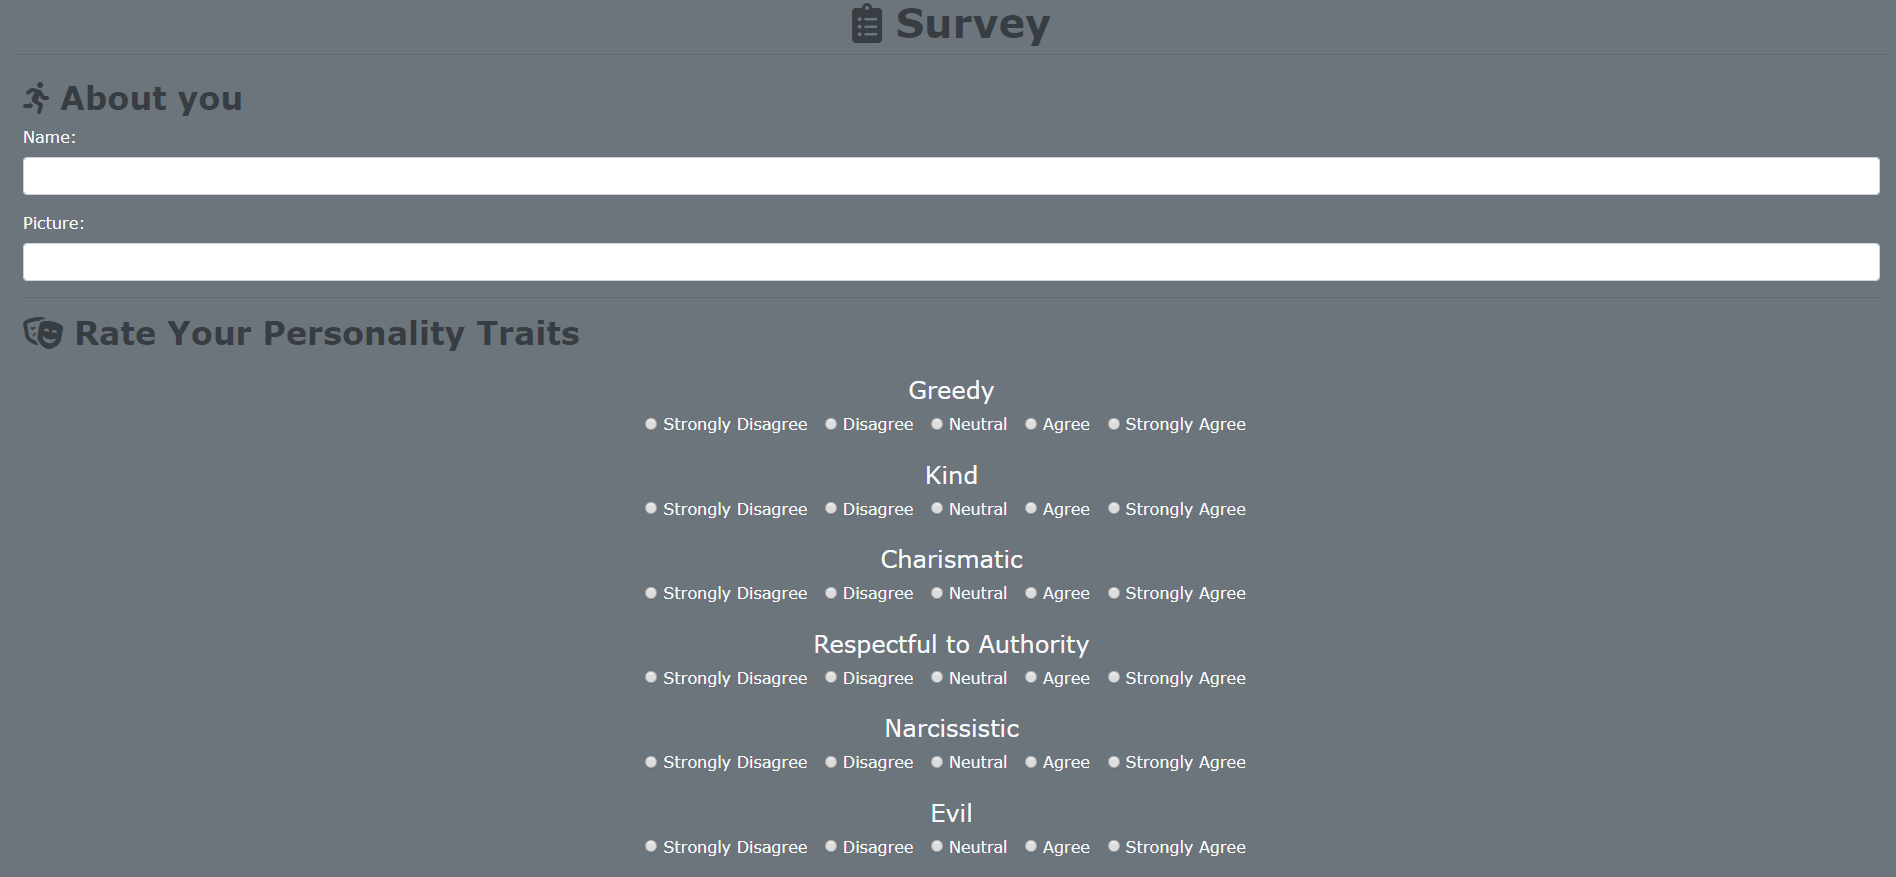 Survey
About you
Name:
Picture:
Rate Your Personality Traits
Greedy
Strongly Disagree Disagree Neutral Agree Strongly Agree
Kind
Strongly Disagree Disagree Neutral Agree Strongly Agree
Charismatic
Strongly Disagree Disagree Neutral Agree Strongly Agree
Respectful to Authority
Strongly Disagree Disagree Neutral Agree Strongly Agree
Narcissistic
Strongly Disagree Disagree Neutral Agree Strongly Agree
Evil
Strongly Disagree Disagree Neutral Agree Strongly Agree